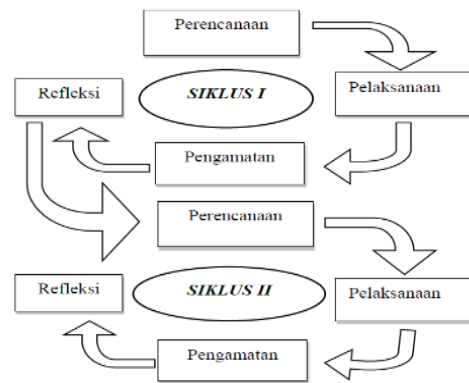 Perencanaan
Refleksi
SIKLUS I
Pelaksanaan
Pengamatan
Perencanaan
Refleksi
SIKLUS II
Pelaksanaan
Pengamatan